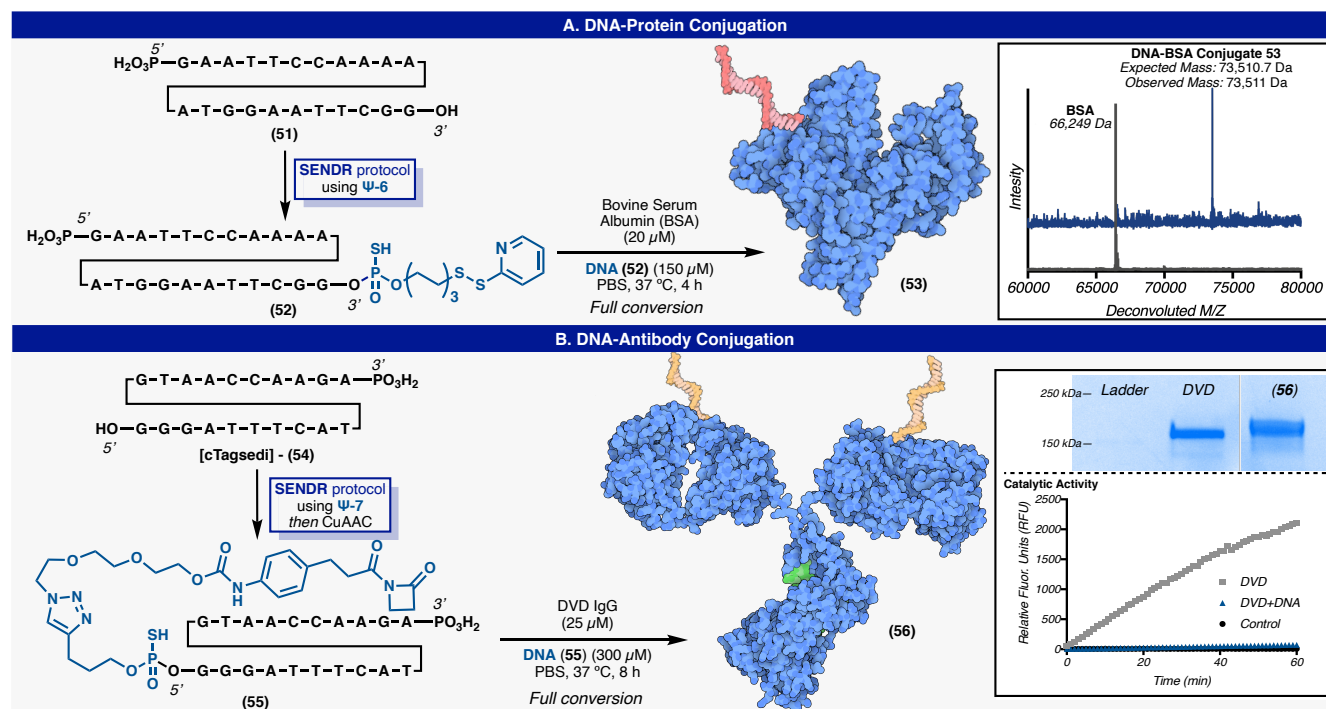 A. DNA-Protein Conjugation
5'
H₂O₃P–G–A–A–T–T–C–C–A–A–A–A
A–T–G–G–A–A–T–T–C–G–G–OH
3'
(51)
SENDR protocol
using Ψ-6
5'
H₂O₃P–G–A–A–T–T–C–C–A–A–A–A
A–T–G–G–A–A–T–T–C–G–G–O
3'
SH
P
O
O
3
S
S
N
(52)
Bovine Serum
Albumin (BSA)
(20 µM)
DNA (52) (150 µM)
PBS, 37 ºC, 4 h
Full conversion
(53)
DNA-BSA Conjugate 53
Expected Mass: 73,510.7 Da
Observed Mass: 73,511 Da
BSA
66,249 Da
Intesity
60000 65000 70000 75000 80000
Deconvoluted M/Z
B. DNA-Antibody Conjugation
3'
G–T–A–A–C–C–A–A–G–A–PO₃H₂
HO–G–G–G–A–T–T–T–C–A–T
5'
[cTagsedi] - (54)
SENDR protocol
using Ψ-7
then CuAAC
O
O
O
O
N
H
O
N
O
N
N
N
3'
G–T–A–A–C–C–A–A–G–A–PO₃H₂
SH
O
P
O
O–G–G–G–A–T–T–T–C–A–T
5'
(55)
DVD IgG
(25 µM)
DNA (55) (300 µM)
PBS, 37 ºC, 8 h
Full conversion
(56)
Ladder DVD (56)
250 kDa
150 kDa
Catalytic Activity
Relative Fluor. Units (RFU)
2500
2000
1500
1000
500
0
DVD
DVD+DNA
Control
0 20 40 60
Time (min)